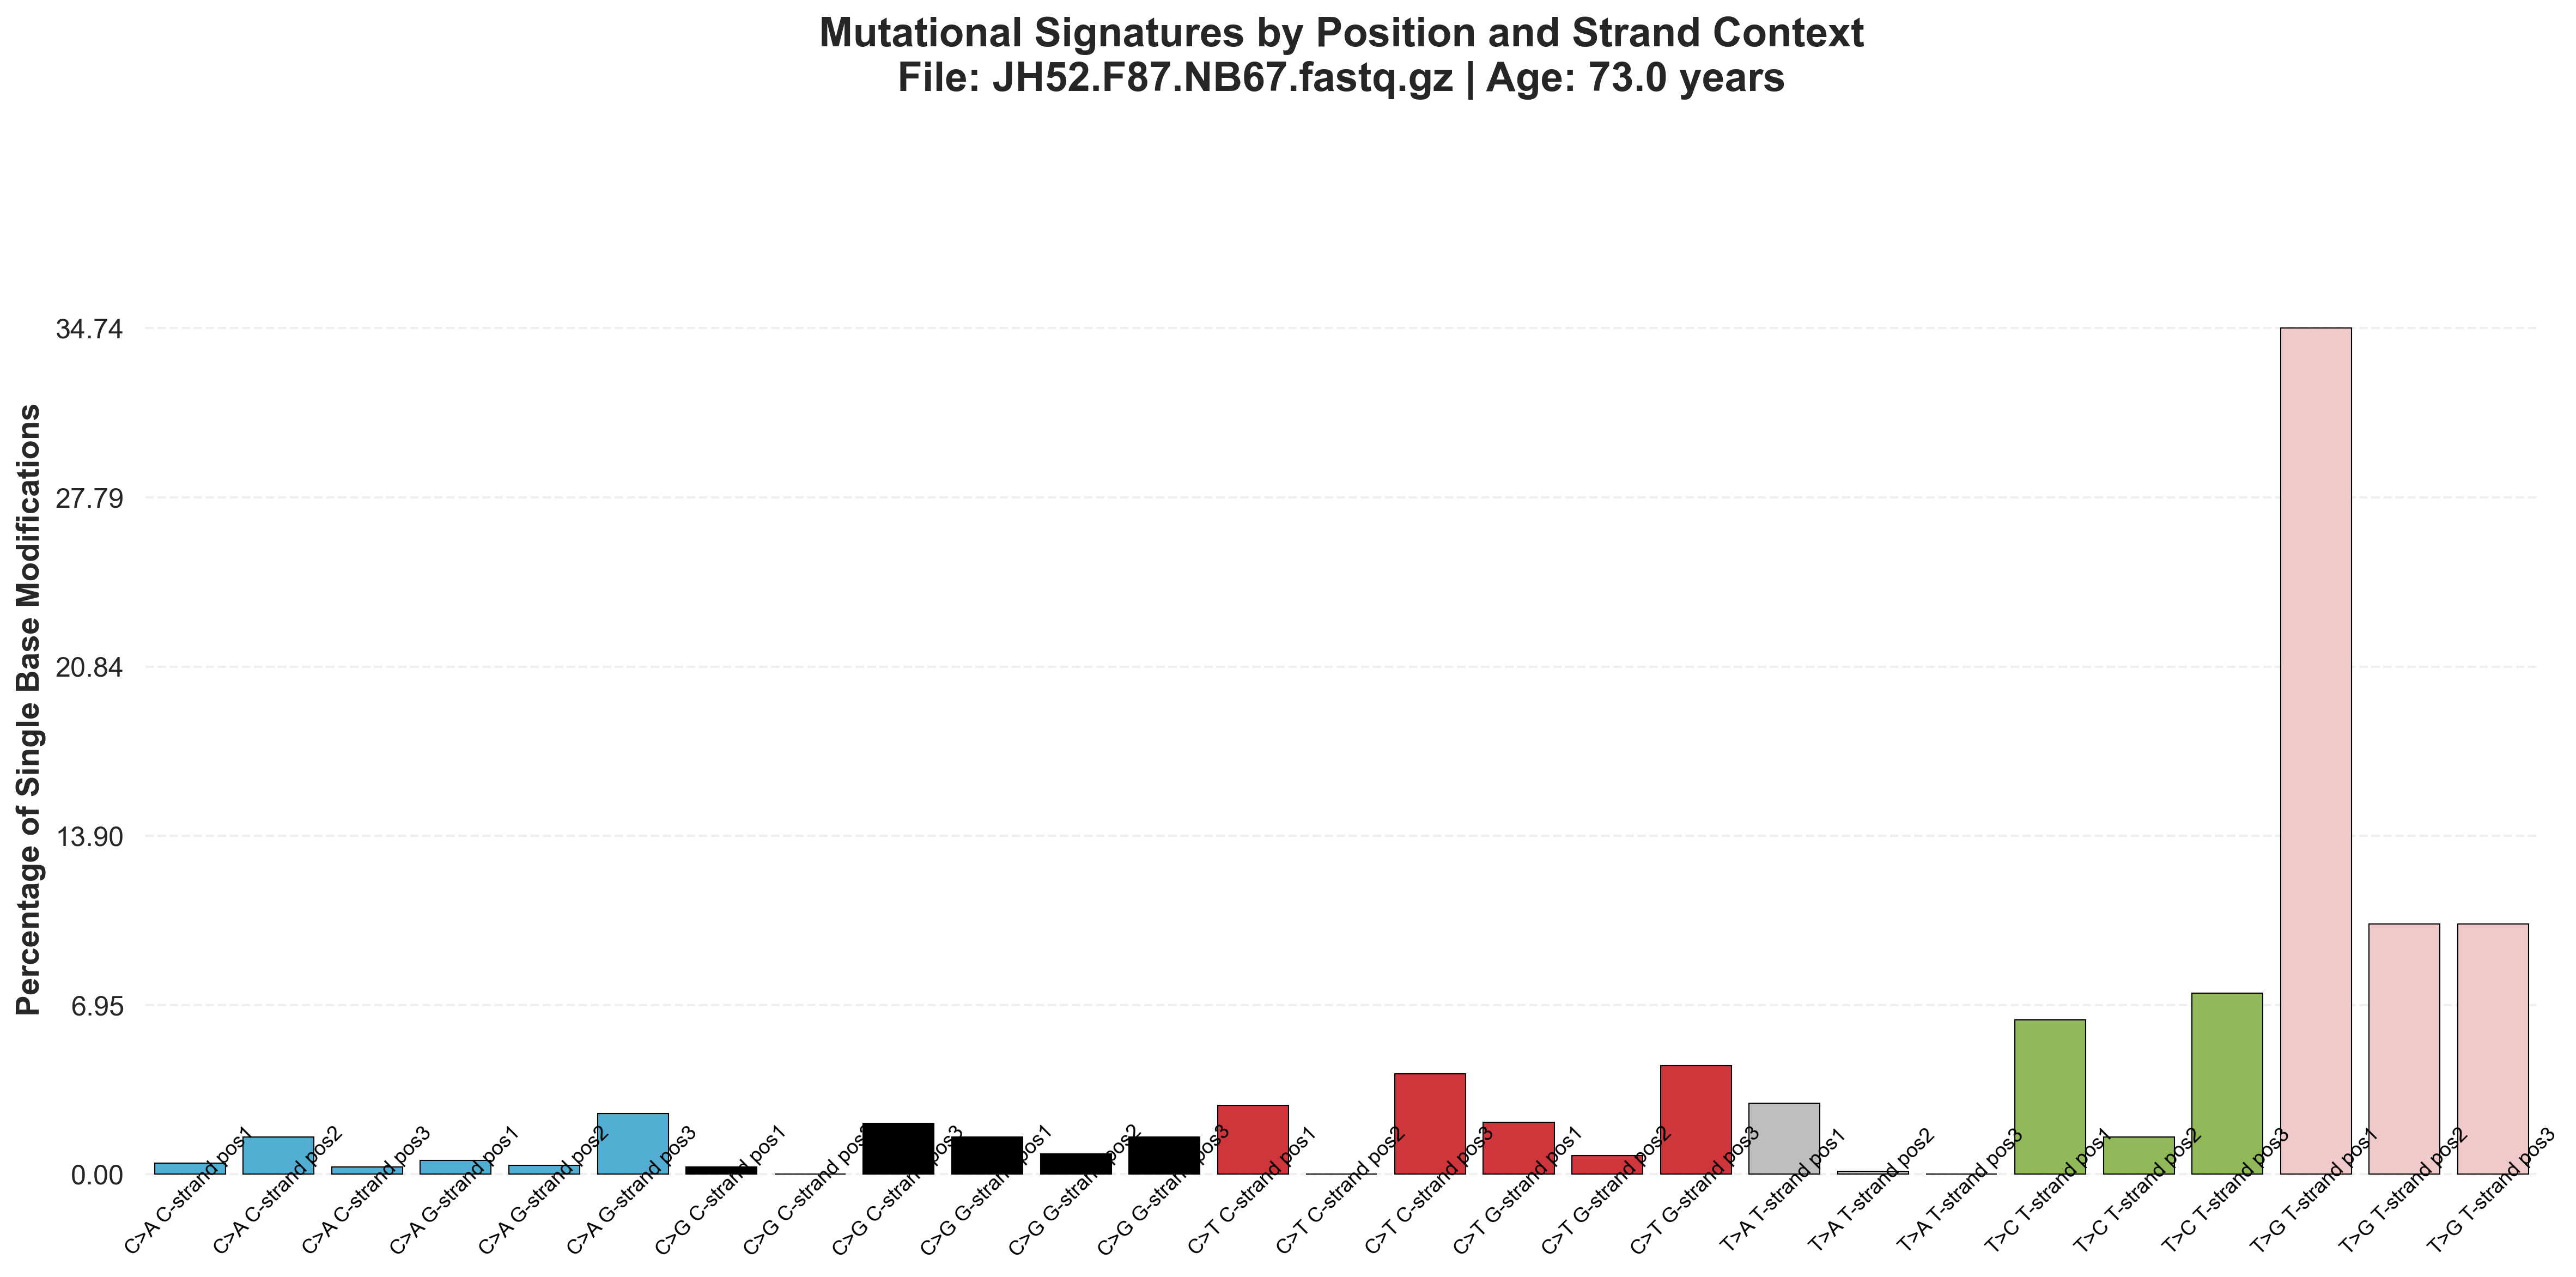 Mutational Signatures by Position and Strand Context
File: JH52.F87.NB67.fastq.gz | Age: 73.0 years
Percentage of Single Base Modifications
34.74
27.79
20.84
13.90
6.95
0.00
C>A C-strand pos1
C>A C-strand pos2
C>A C-strand pos3
C>A G-strand pos1
C>A G-strand pos2
C>A G-strand pos3
C>G C-strand pos1
C>G C-strand pos2
C>G C-strand pos3
C>G G-strand pos1
C>G G-strand pos2
C>G G-strand pos3
C>T C-strand pos1
C>T C-strand pos2
C>T C-strand pos3
C>T G-strand pos1
C>T G-strand pos2
C>T G-strand pos3
T>A T-strand pos1
T>A T-strand pos2
T>A T-strand pos3
T>C T-strand pos1
T>C T-strand pos2
T>C T-strand pos3
T>G T-strand pos1
T>G T-strand pos2
T>G T-strand pos3